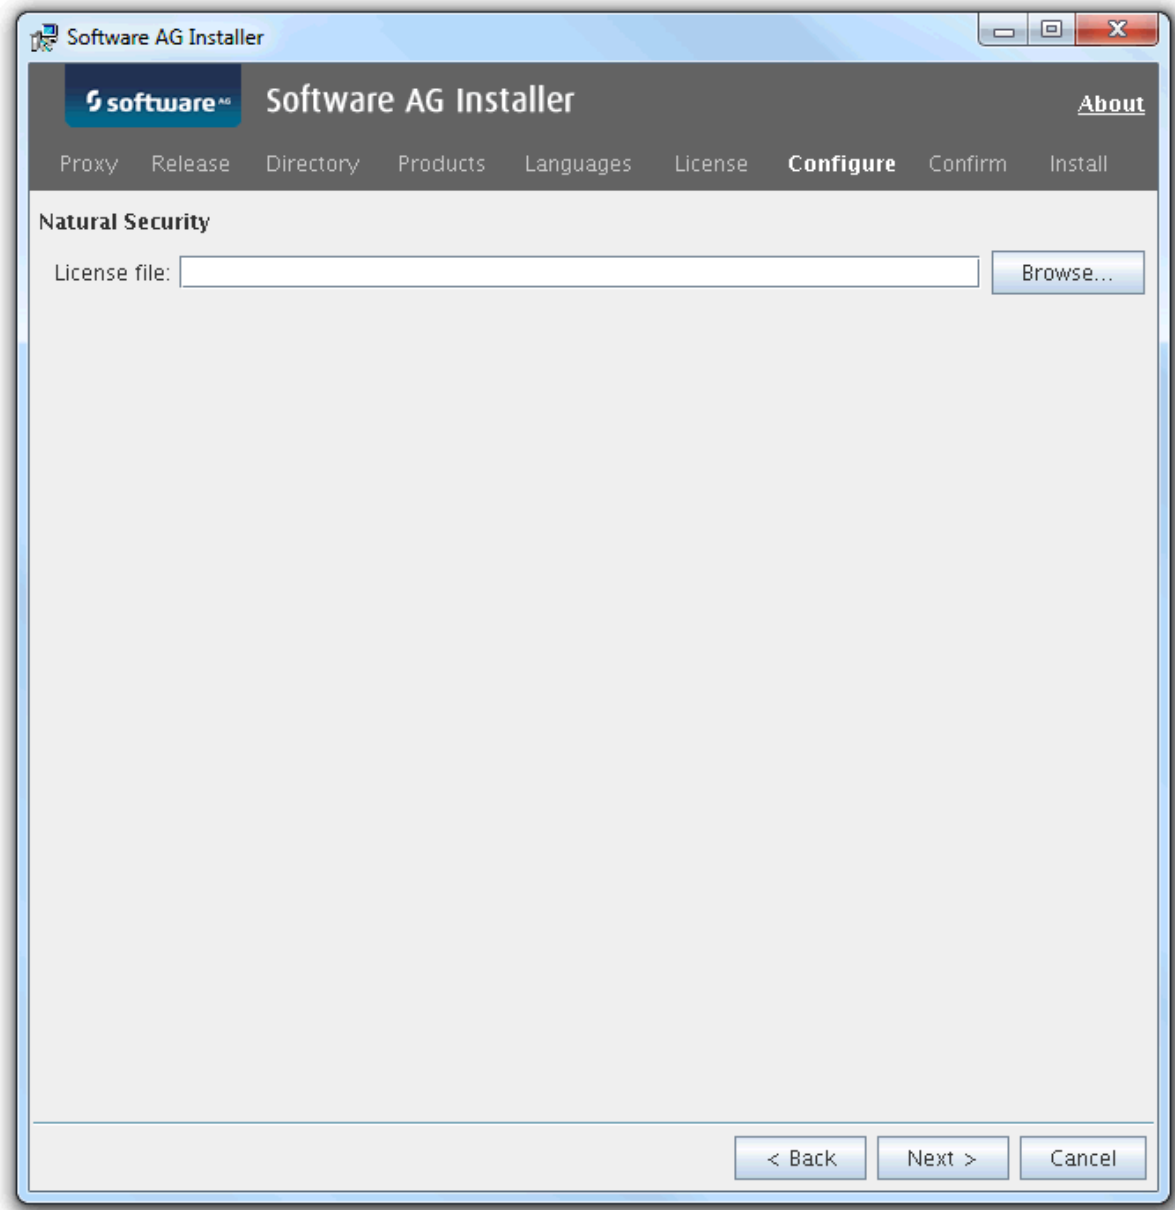 Software AG Installer
software AG Software AG Installer About
Proxy Release Directory Products Languages License Configure Confirm Install
Natural Security
License file: Browse...
< Back Next > Cancel